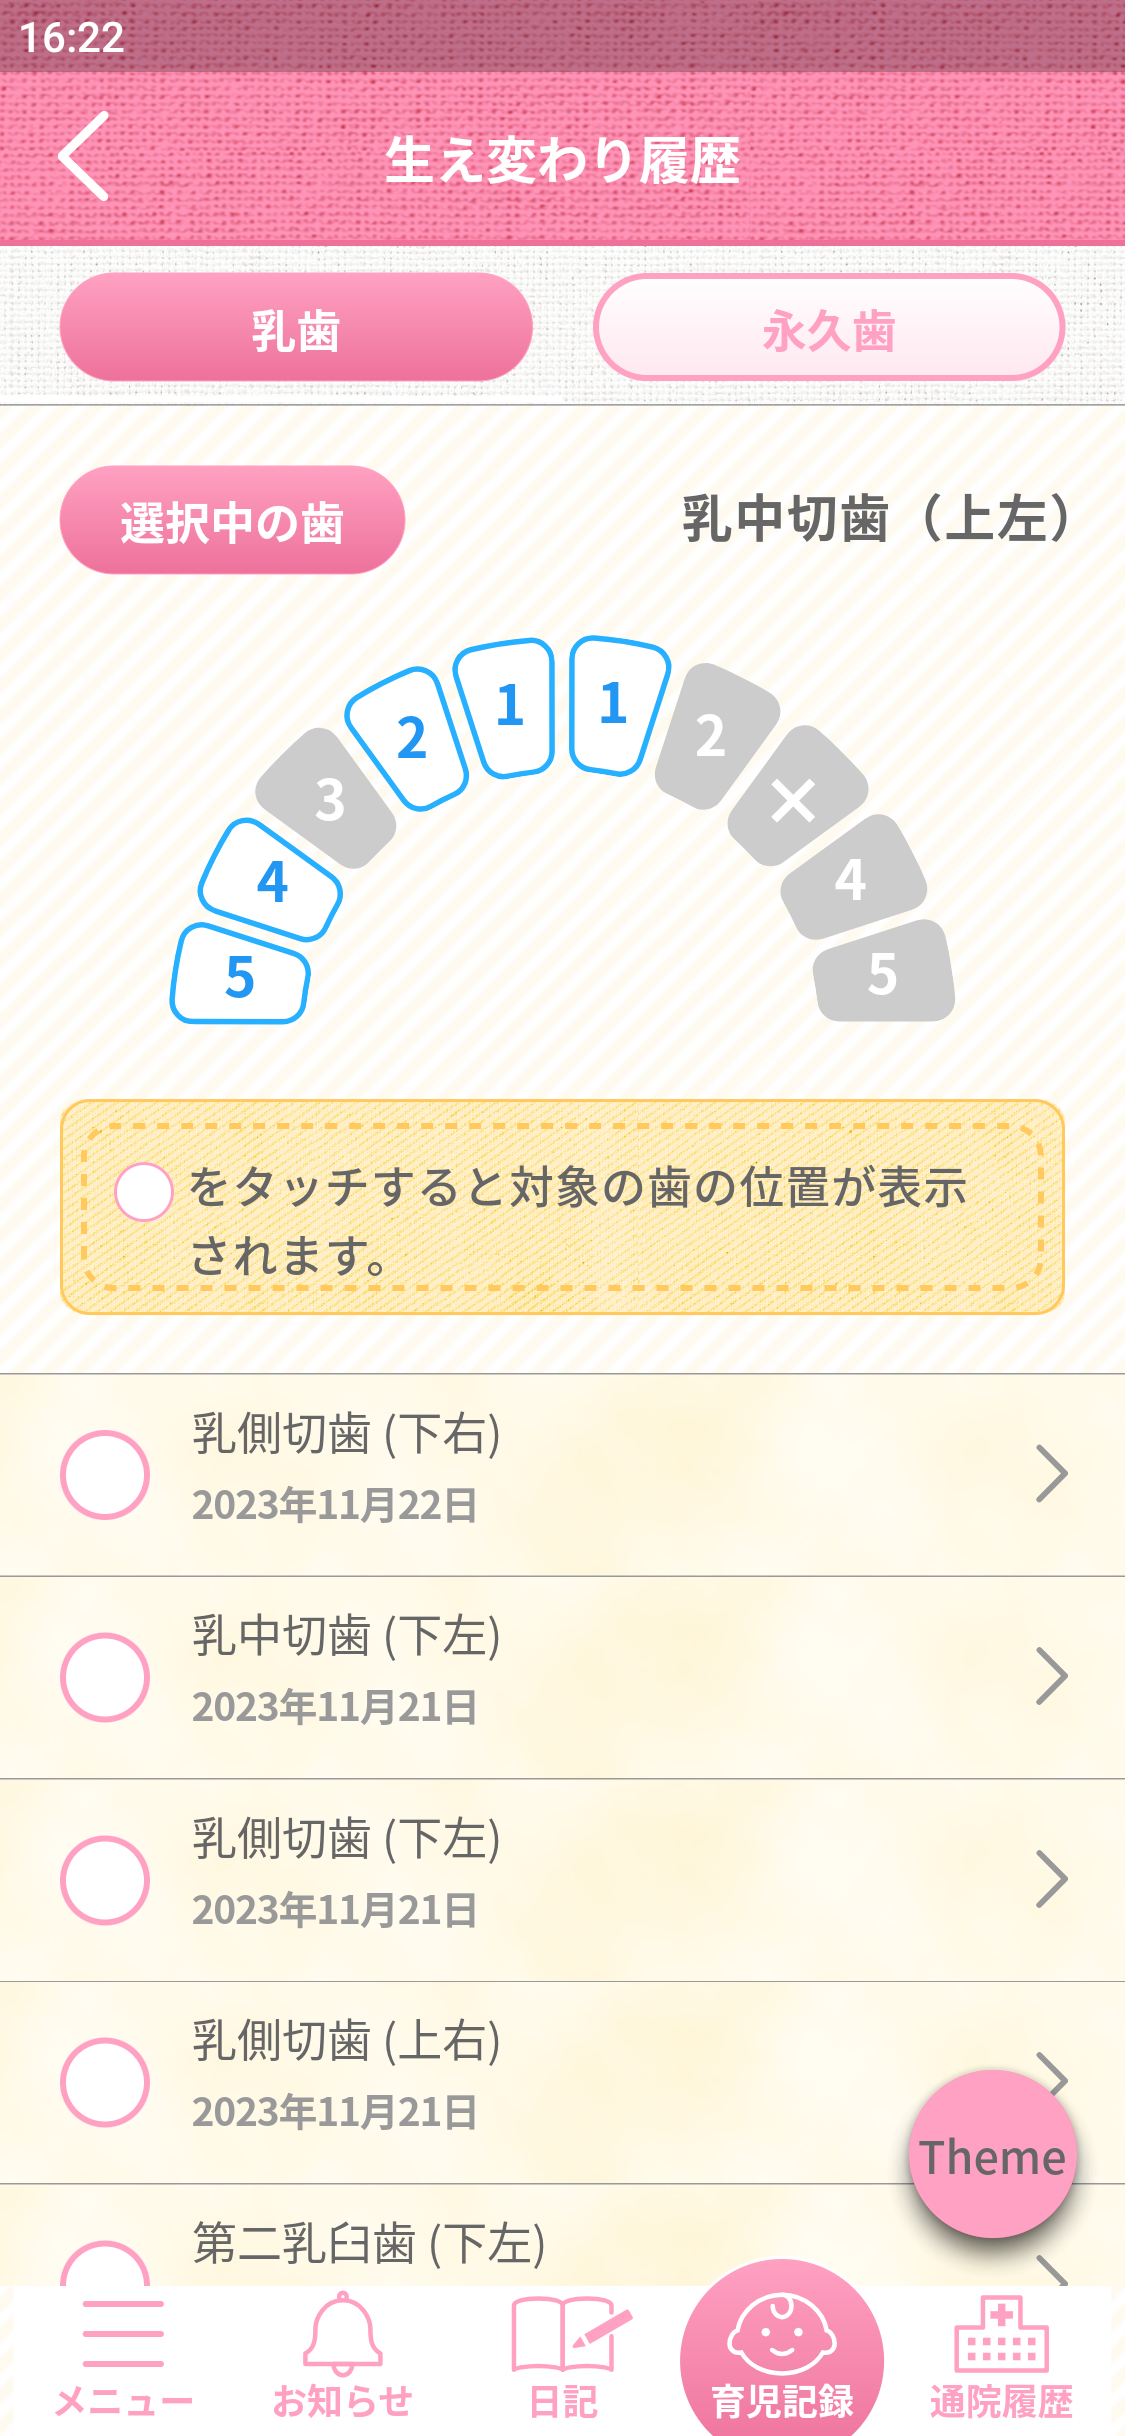 16:22
生え変わり履歴
乳歯
永久歯
選択中の歯
乳中切歯（上左）
5
4
3
2
1
1
2
×
4
5
をタッチすると対象の歯の位置が表示
されます。
乳側切歯 (下右)
2023年11月22日
乳中切歯 (下左)
2023年11月21日
乳側切歯 (下左)
2023年11月21日
乳側切歯 (上右)
2023年11月21日
Theme
第二乳臼歯 (下左)
メニュー
お知らせ
日記
育児記録
通院履歴